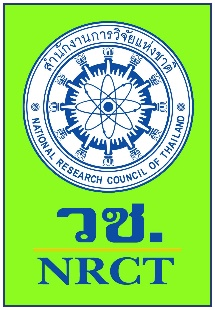 สำนักงานการวิจัยแห่งชาติ
NATIONAL RESEARCH COUNCIL OF THAILAND
วช.
NRCT